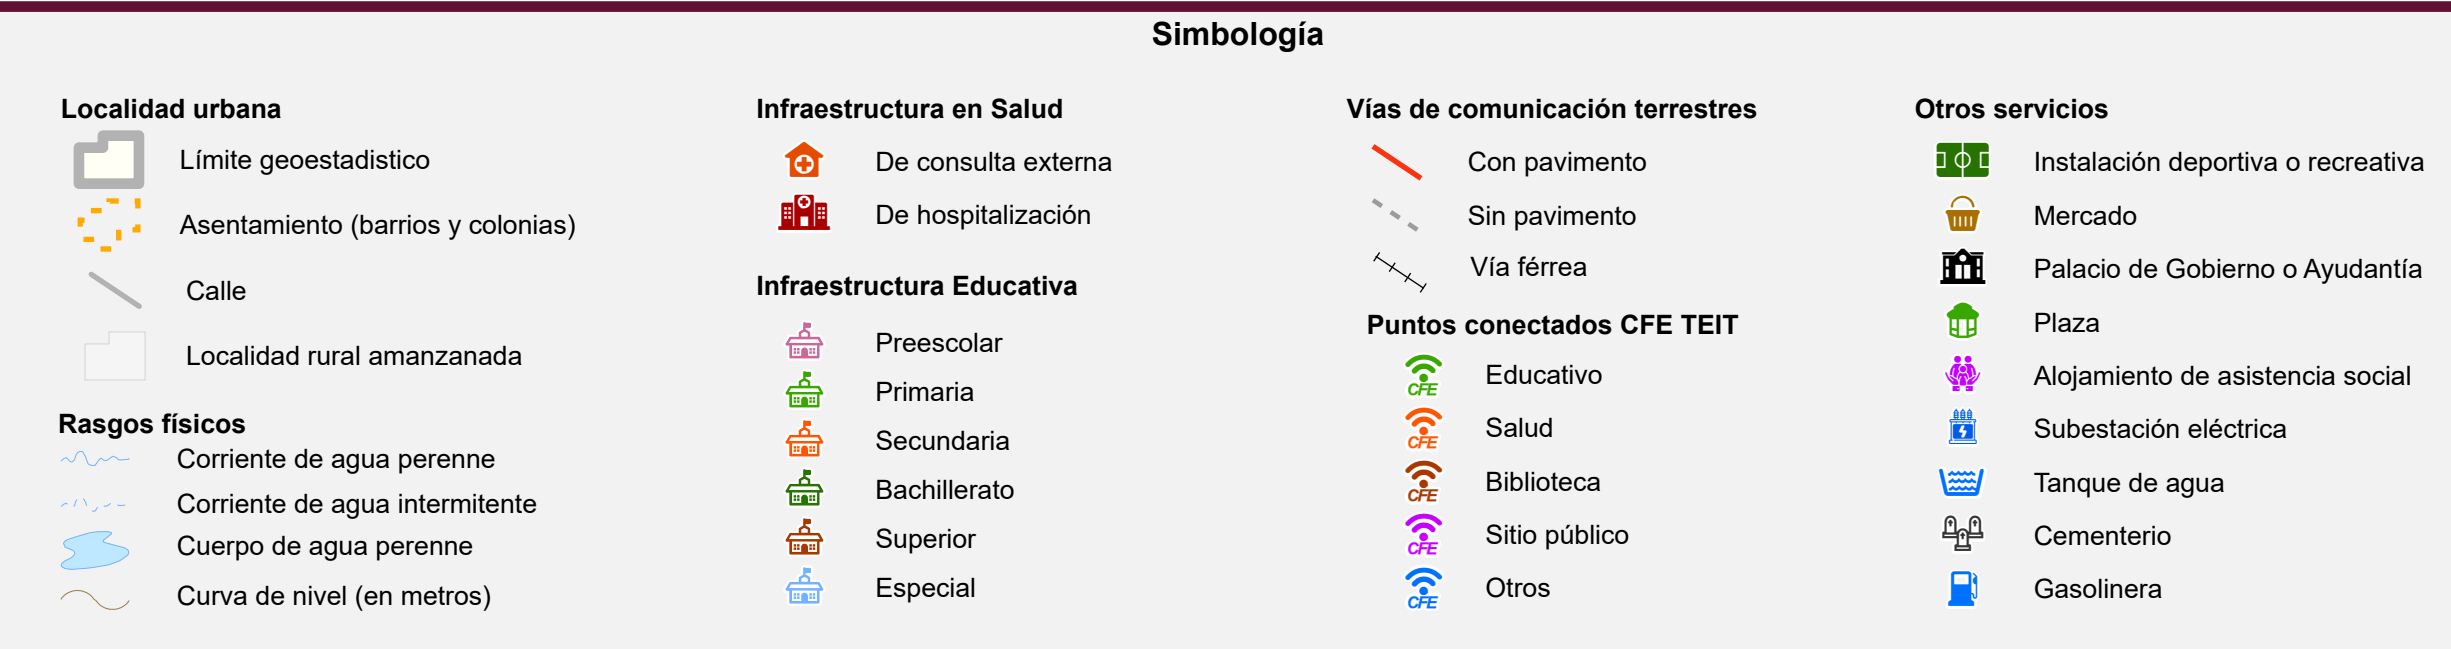 Simbología
Localidad urbana
Límite geoestadistico
Asentamiento (barrios y colonias)
Calle
Localidad rural amanzanada
Rasgos físicos
Corriente de agua perenne
Corriente de agua intermitente
Cuerpo de agua perenne
Curva de nivel (en metros)
Infraestructura en Salud
De consulta externa
De hospitalización
Infraestructura Educativa
Preescolar
Primaria
Secundaria
Bachillerato
Superior
Especial
Vías de comunicación terrestres
Con pavimento
Sin pavimento
Vía férrea
Puntos conectados CFE TEIT
CFE Educativo
CFE Salud
CFE Biblioteca
CFE Sitio público
CFE Otros
Otros servicios
Instalación deportiva o recreativa
Mercado
Palacio de Gobierno o Ayudantía
Plaza
Alojamiento de asistencia social
Subestación eléctrica
Tanque de agua
Cementerio
Gasolinera